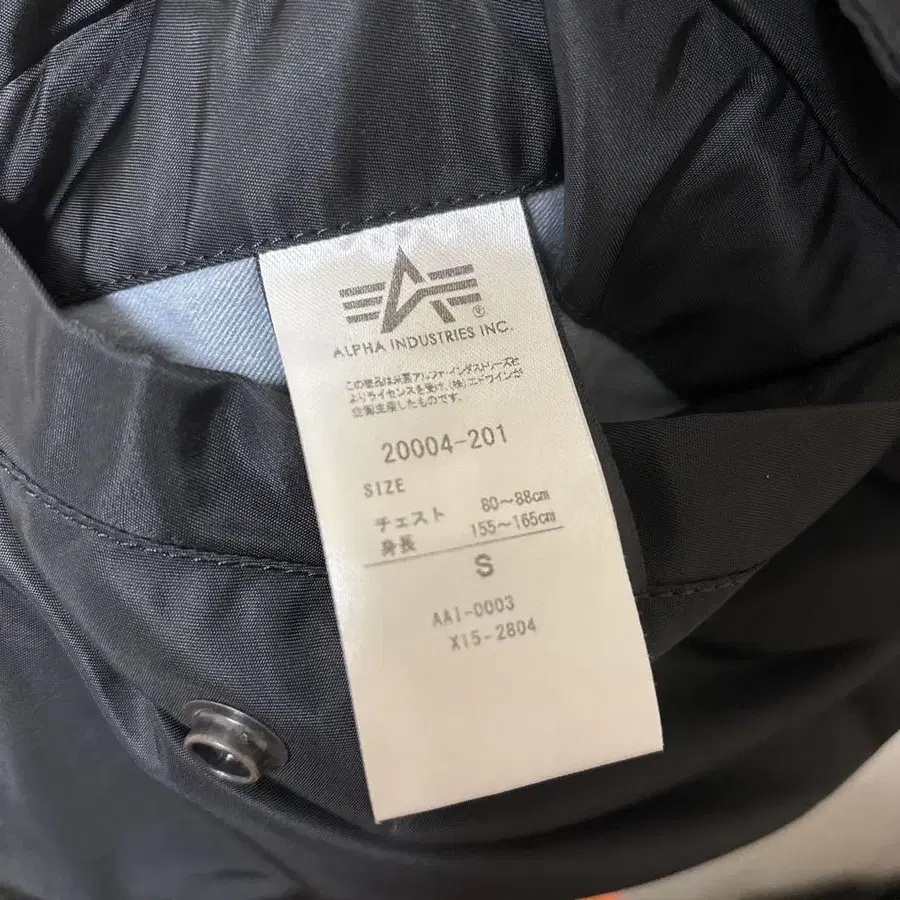 ®
ALPHA INDUSTRIES INC.
この商品は米国アルファ・インダストリーズ社
よりライセンスを受け、(株)エドウインが
企画生産したものです。
20004-201
SIZE
チェスト 80～88cm
身長 155～165cm
S
AA1-0003
X15-2804